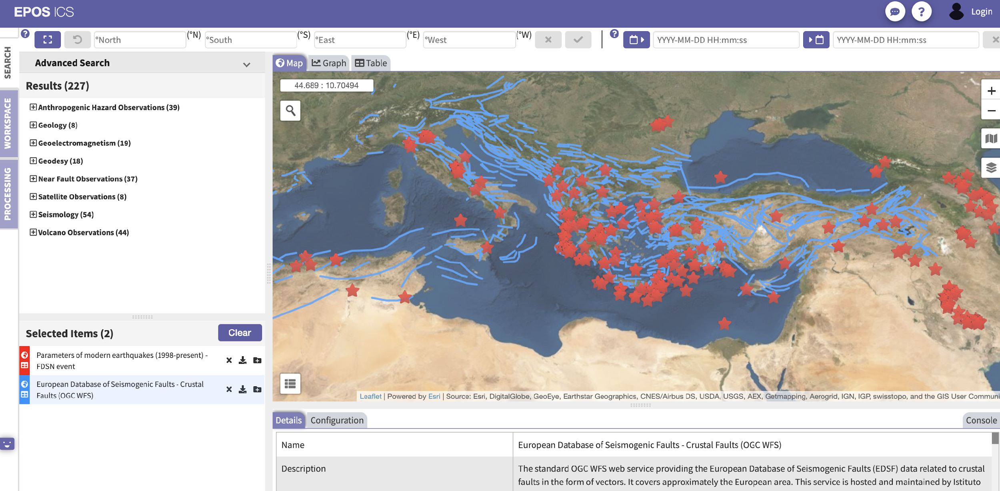 EPOS ICS
Login
°North (°N) °South (°S) °East (°E) °West (°W) YYYY-MM-DD HH:mm:ss YYYY-MM-DD HH:mm:ss
SEARCH
WORKSPACE
PROCESSING
Advanced Search
Results (227)
Anthropogenic Hazard Observations (39)
Geology (8)
Geoelectromagnetism (19)
Geodesy (18)
Near Fault Observations (37)
Satellite Observations (8)
Seismology (54)
Volcano Observations (44)
Selected Items (2) Clear
Parameters of modern earthquakes (1998-present) -
FDSN event
European Database of Seismogenic Faults - Crustal
Faults (OGC WFS)
Map Graph Table
44.689 : 10.70494
Leaflet | Powered by Esri | Source: Esri, DigitalGlobe, GeoEye, Earthstar Geographics, CNES/Airbus DS, USDA, USGS, AEX, Getmapping, Aerogrid, IGN, IGP, swisstopo, and the GIS User Communi
Details Configuration Console
Name European Database of Seismogenic Faults - Crustal Faults (OGC WFS)
Description The standard OGC WFS web service providing the European Database of Seismogenic Faults (EDSF) data related to crustal
faults in the form of vectors. It covers approximately the European area. This service is hosted and maintained by Istituto